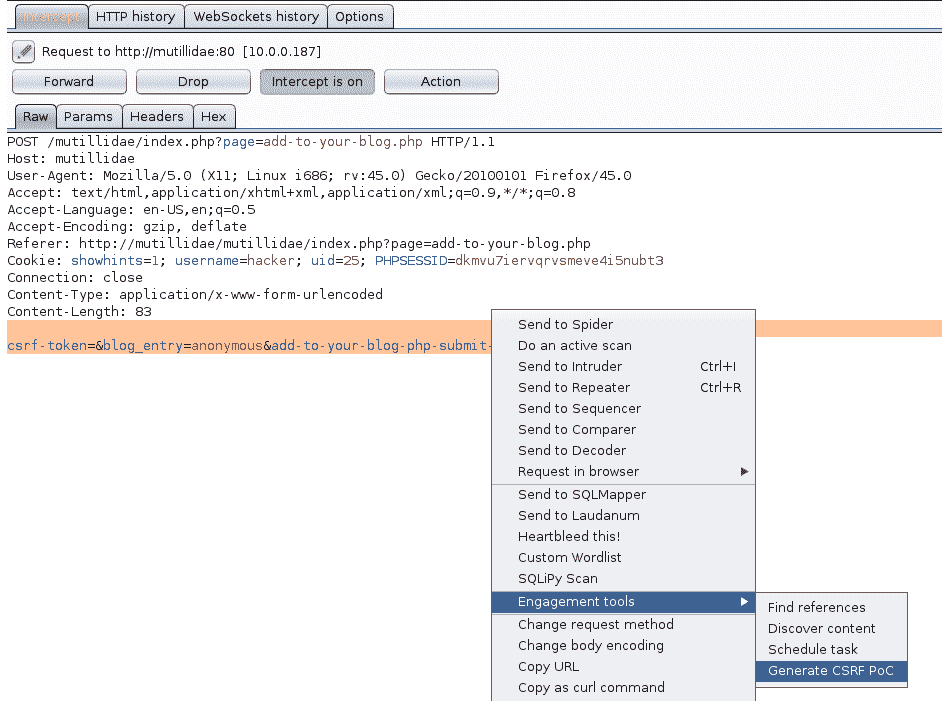 Intercept HTTP history WebSockets history Options
Request to http://mutillidae:80 [10.0.0.187]
Forward Drop Intercept is on Action
Raw Params Headers Hex
POST /mutillidae/index.php?page=add-to-your-blog.php HTTP/1.1
Host: mutillidae
User-Agent: Mozilla/5.0 (X11; Linux i686; rv:45.0) Gecko/20100101 Firefox/45.0
Accept: text/html,application/xhtml+xml,application/xml;q=0.9,*/*;q=0.8
Accept-Language: en-US,en;q=0.5
Accept-Encoding: gzip, deflate
Referer: http://mutillidae/mutillidae/index.php?page=add-to-your-blog.php
Cookie: showhints=1; username=hacker; uid=25; PHPSESSID=dkmvu7iervqrvsmeve4i5nubt3
Connection: close
Content-Type: application/x-www-form-urlencoded
Content-Length: 83
csrf-token=&blog_entry=anonymous&add-to-your-blog-php-submit-
Send to Spider
Do an active scan
Send to Intruder Ctrl+I
Send to Repeater Ctrl+R
Send to Sequencer
Send to Comparer
Send to Decoder
Request in browser
Send to SQLMapper
Send to Laudanum
Heartbleed this!
Custom Wordlist
SQLiPy Scan
Engagement tools
Change request method
Change body encoding
Copy URL
Copy as curl command
Find references
Discover content
Schedule task
Generate CSRF PoC